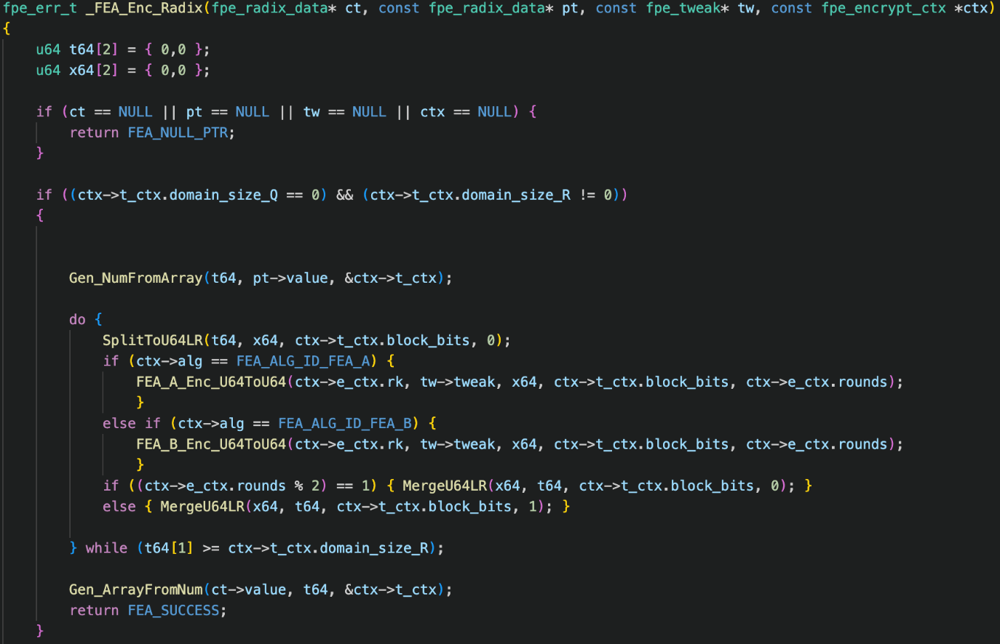 fpe_err_t _FEA_Enc_Radix(fpe_radix_data* ct, const fpe_radix_data* pt, const fpe_tweak* tw, const fpe_encrypt_ctx *ctx)
{
    u64 t64[2] = { 0,0 };
    u64 x64[2] = { 0,0 };

    if (ct == NULL || pt == NULL || tw == NULL || ctx == NULL) {
        return FEA_NULL_PTR;
    }

    if ((ctx->t_ctx.domain_size_Q == 0) && (ctx->t_ctx.domain_size_R != 0))
    {

        Gen_NumFromArray(t64, pt->value, &ctx->t_ctx);

        do {
            SplitToU64LR(t64, x64, ctx->t_ctx.block_bits, 0);
            if (ctx->alg == FEA_ALG_ID_FEA_A) {
                FEA_A_Enc_U64ToU64(ctx->e_ctx.rk, tw->tweak, x64, ctx->t_ctx.block_bits, ctx->e_ctx.rounds);
                }
            else if (ctx->alg == FEA_ALG_ID_FEA_B) {
                FEA_B_Enc_U64ToU64(ctx->e_ctx.rk, tw->tweak, x64, ctx->t_ctx.block_bits, ctx->e_ctx.rounds);
                }
            if ((ctx->e_ctx.rounds % 2) == 1) { MergeU64LR(x64, t64, ctx->t_ctx.block_bits, 0); }
            else { MergeU64LR(x64, t64, ctx->t_ctx.block_bits, 1); }

        } while (t64[1] >= ctx->t_ctx.domain_size_R);

        Gen_ArrayFromNum(ct->value, t64, &ctx->t_ctx);
        return FEA_SUCCESS;
    }